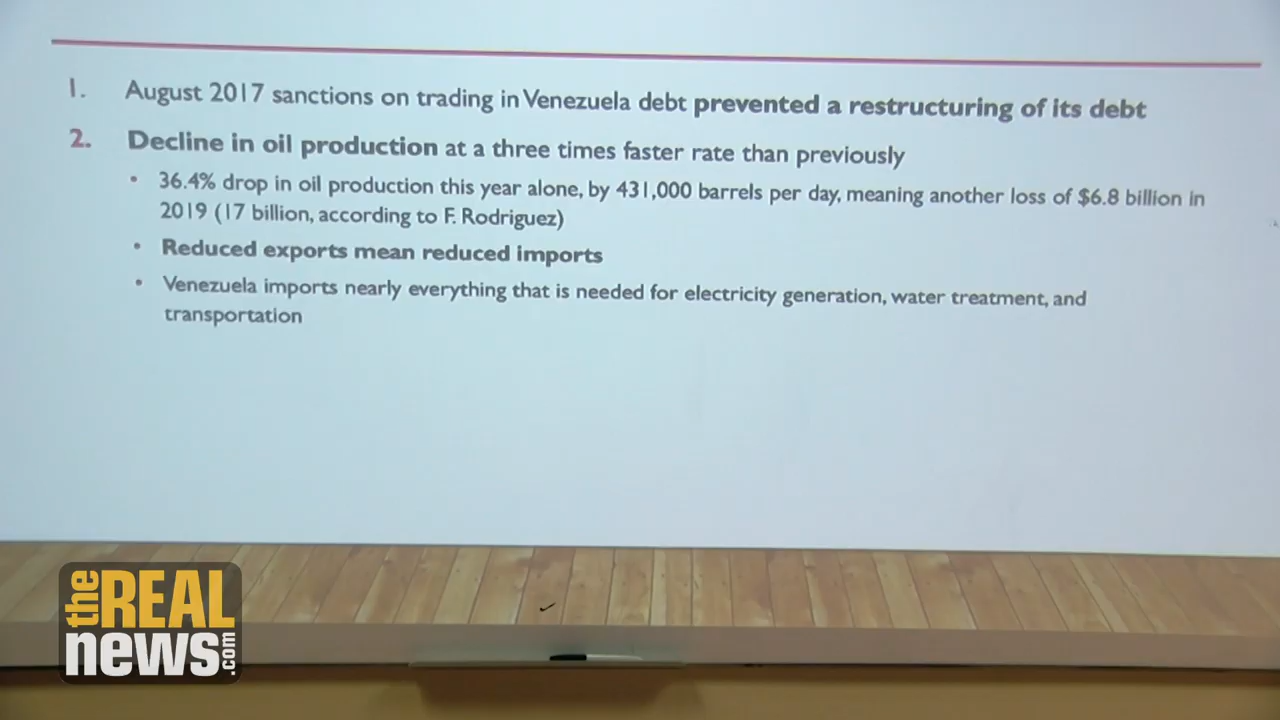 1. August 2017 sanctions on trading in Venezuela debt prevented a restructuring of its debt
2. Decline in oil production at a three times faster rate than previously
• 36.4% drop in oil production this year alone, by 431,000 barrels per day, meaning another loss of $6.8 billion in
2019 (17 billion, according to F. Rodriguez)
• Reduced exports mean reduced imports
• Venezuela imports nearly everything that is needed for electricity generation, water treatment, and
transportation
the REAL
news.com